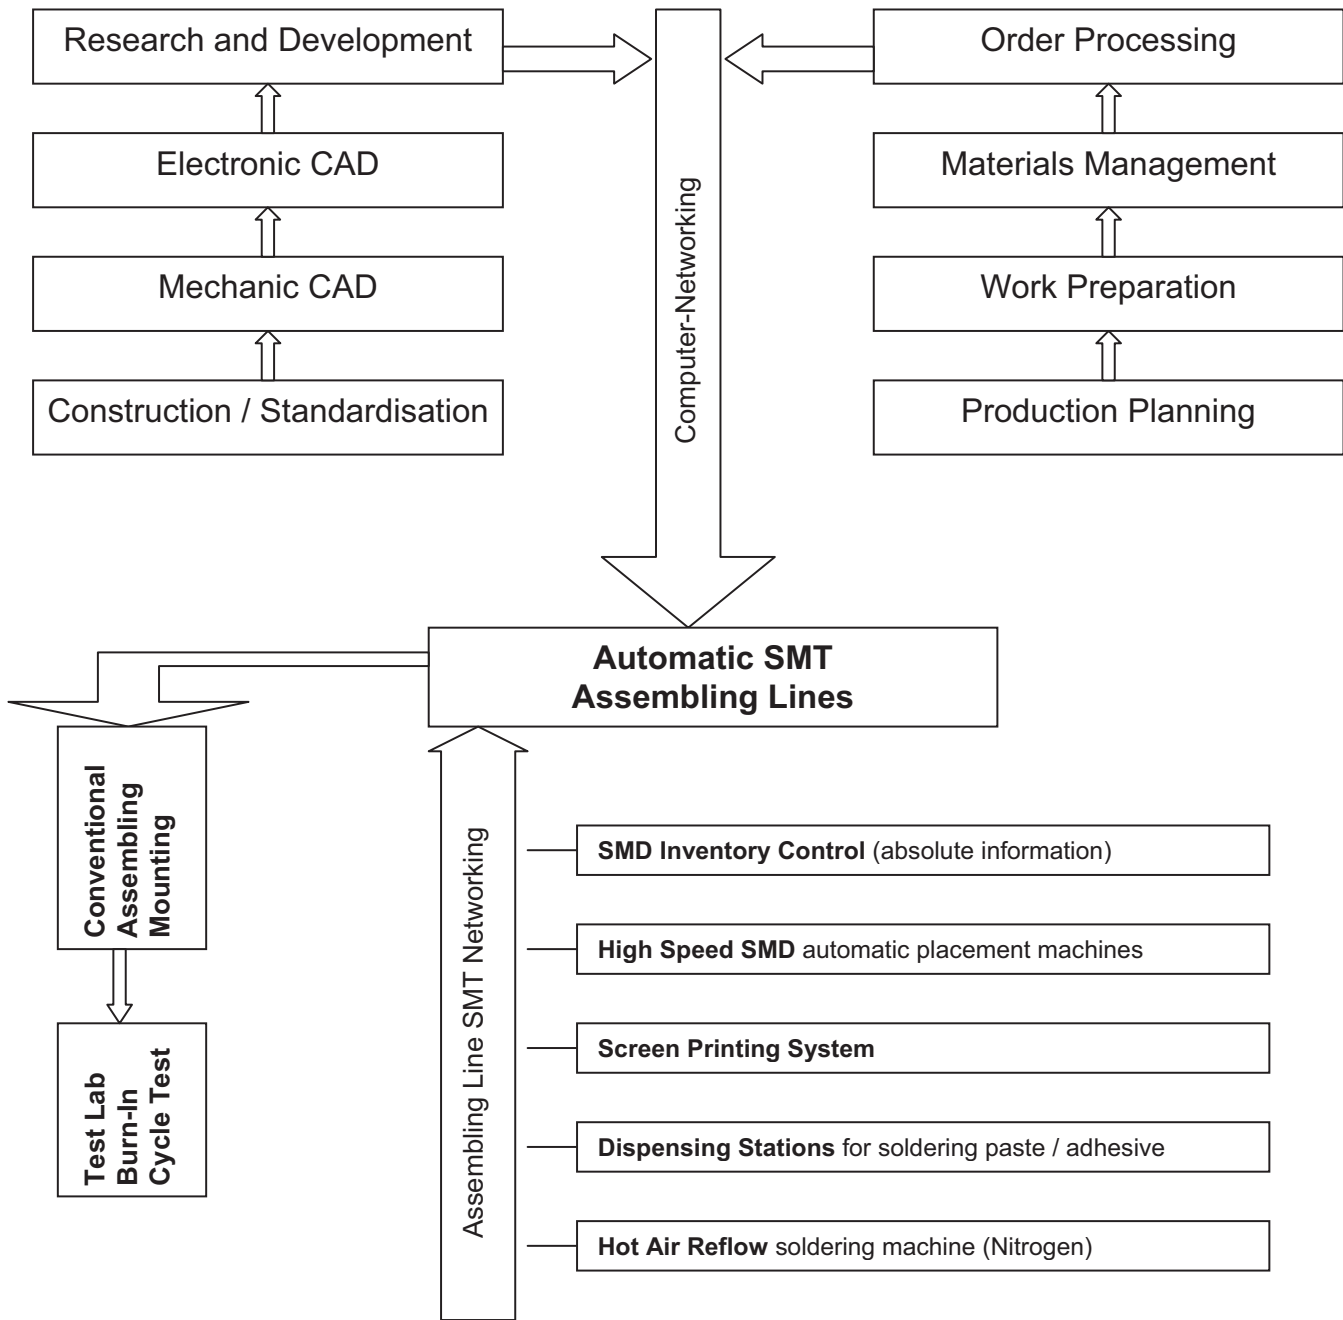 Research and Development
Electronic CAD
Mechanic CAD
Construction / Standardisation
Computer-Networking
Order Processing
Materials Management
Work Preparation
Production Planning
Automatic SMT
Assembling Lines
Conventional
Assembling
Mounting
Test Lab
Burn-In
Cycle Test
Assembling Line SMT Networking
SMD Inventory Control (absolute information)
High Speed SMD automatic placement machines
Screen Printing System
Dispensing Stations for soldering paste / adhesive
Hot Air Reflow soldering machine (Nitrogen)